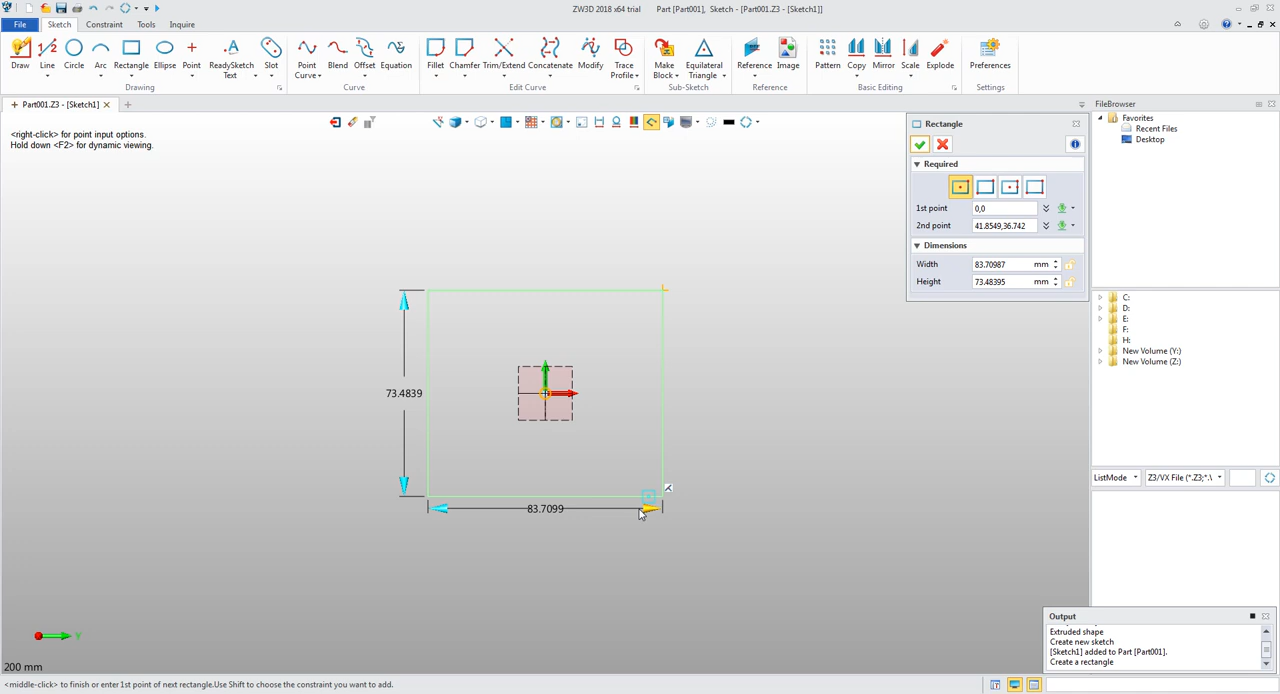 ZW3D 2018 x64 trial Part [Part001], Sketch - [Sketch1]]
File Sketch Constraint Tools Inquire
Draw Line Circle Arc Rectangle Ellipse Point ReadySketch Text Slot Point Curve Blend Offset Equation Fillet Chamfer Trim/Extend Concatenate Modify Trace Profile Make Block Equilateral Triangle Reference Image Pattern Copy Mirror Scale Explode Preferences
Drawing Curve Edit Curve Sub-Sketch Reference Basic Editing Settings
Part001.Z3 - [Sketch1]
FileBrowser
Favorites
Recent Files
Desktop
<right-click> for point input options.
Hold down <F2> for dynamic viewing.
Rectangle
Required
1st point 0,0
2nd point 41.8549,36.742
Dimensions
Width 83.70987 mm
Height 73.48395 mm
73.4839
83.7099
C:
D:
E:
F:
H:
New Volume (Y:)
New Volume (Z:)
ListMode Z3/VX File (*.Z3;*.\
Y
200 mm
Output
Extruded shape
Create new sketch
[Sketch1] added to Part [Part001].
Create a rectangle
<middle-click> to finish or enter 1st point of next rectangle.Use Shift to choose the constraint you want to add.